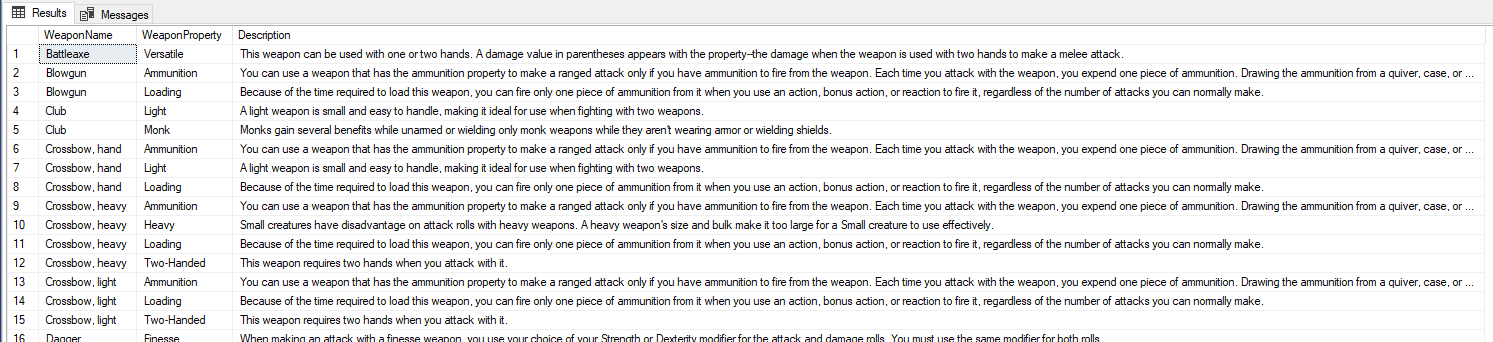 Results Messages
WeaponName WeaponProperty Description
1 Battleaxe Versatile This weapon can be used with one or two hands. A damage value in parentheses appears with the property--the damage when the weapon is used with two hands to make a melee attack.
2 Blowgun Ammunition You can use a weapon that has the ammunition property to make a ranged attack only if you have ammunition to fire from the weapon. Each time you attack with the weapon, you expend one piece of ammunition. Drawing the ammunition from a quiver, case, or ...
3 Blowgun Loading Because of the time required to load this weapon, you can fire only one piece of ammunition from it when you use an action, bonus action, or reaction to fire it, regardless of the number of attacks you can normally make.
4 Club Light A light weapon is small and easy to handle, making it ideal for use when fighting with two weapons.
5 Club Monk Monks gain several benefits while unarned or wielding only monk weapons while they aren't wearing armor or wielding shields.
6 Crossbow, hand Ammunition You can use a weapon that has the ammunition property to make a ranged attack only if you have ammunition to fire from the weapon. Each time you attack with the weapon, you expend one piece of ammunition. Drawing the ammunition from a quiver, case, or ...
7 Crossbow, hand Light A light weapon is small and easy to handle, making it ideal for use when fighting with two weapons.
8 Crossbow, hand Loading Because of the time required to load this weapon, you can fire only one piece of ammunition from it when you use an action, bonus action, or reaction to fire it, regardless of the number of attacks you can normally make.
9 Crossbow, heavy Ammunition You can use a weapon that has the ammunition property to make a ranged attack only if you have ammunition to fire from the weapon. Each time you attack with the weapon, you expend one piece of ammunition. Drawing the ammunition from a quiver, case, or ...
10 Crossbow, heavy Heavy Small creatures have disadvantage on attack rolls with heavy weapons. A heavy weapon's size and bulk make it too large for a Small creature to use effectively.
11 Crossbow, heavy Loading Because of the time required to load this weapon, you can fire only one piece of ammunition from it when you use an action, bonus action, or reaction to fire it, regardless of the number of attacks you can normally make.
12 Crossbow, heavy Two-Handed This weapon requires two hands when you attack with it.
13 Crossbow, light Ammunition You can use a weapon that has the ammunition property to make a ranged attack only if you have ammunition to fire from the weapon. Each time you attack with the weapon, you expend one piece of ammunition. Drawing the ammunition from a quiver, case, or ...
14 Crossbow, light Loading Because of the time required to load this weapon, you can fire only one piece of ammunition from it when you use an action, bonus action, or reaction to fire it, regardless of the number of attacks you can normally make.
15 Crossbow, light Two-Handed This weapon requires two hands when you attack with it.
16 Dagger Finesse When making an attack with a finesse weapon, you use your choice of your Strength or Dexterity modifier for the attack and damage rolls. You must use the same modifier for both rolls.